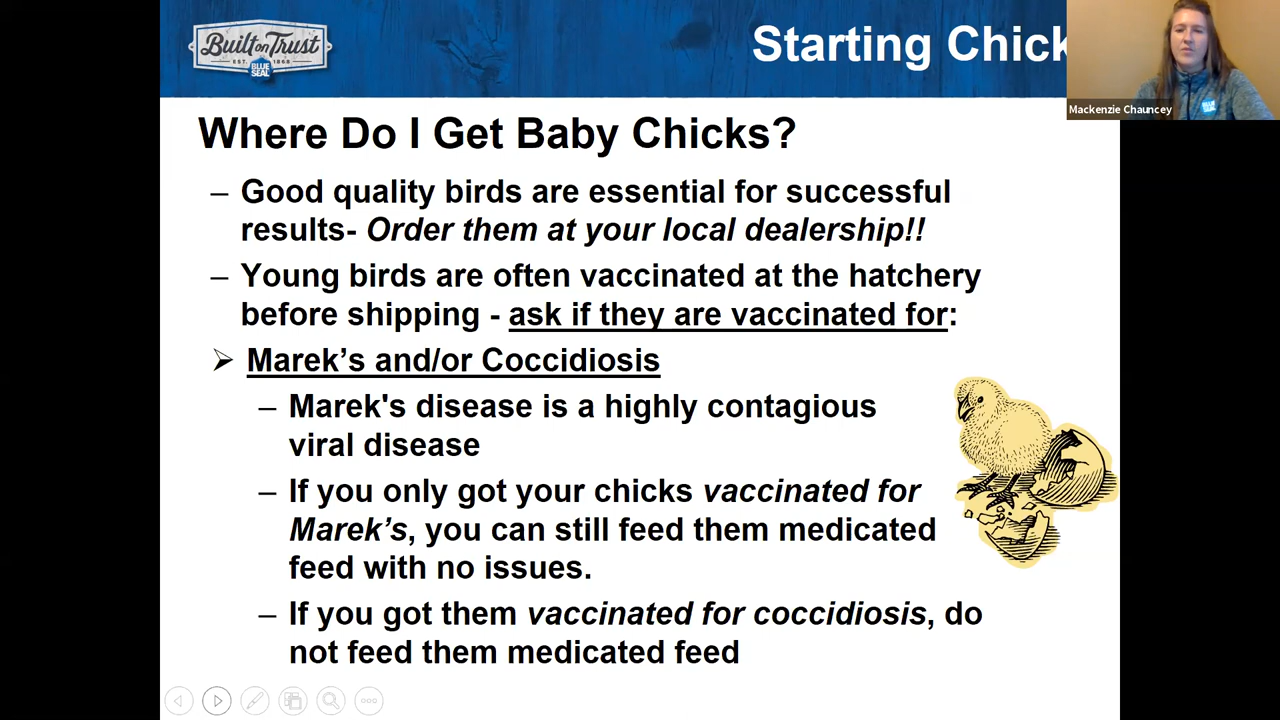 Built on Trust
EST. 1868
BLUE
SEAL
Starting Chick
Mackenzie Chauncey
BLUE
SEAL
Where Do I Get Baby Chicks?
– Good quality birds are essential for successful
results- Order them at your local dealership!!
– Young birds are often vaccinated at the hatchery
before shipping - ask if they are vaccinated for:
➢ Marek’s and/or Coccidiosis
– Marek's disease is a highly contagious
viral disease
– If you only got your chicks vaccinated for
Marek’s, you can still feed them medicated
feed with no issues.
– If you got them vaccinated for coccidiosis, do
not feed them medicated feed